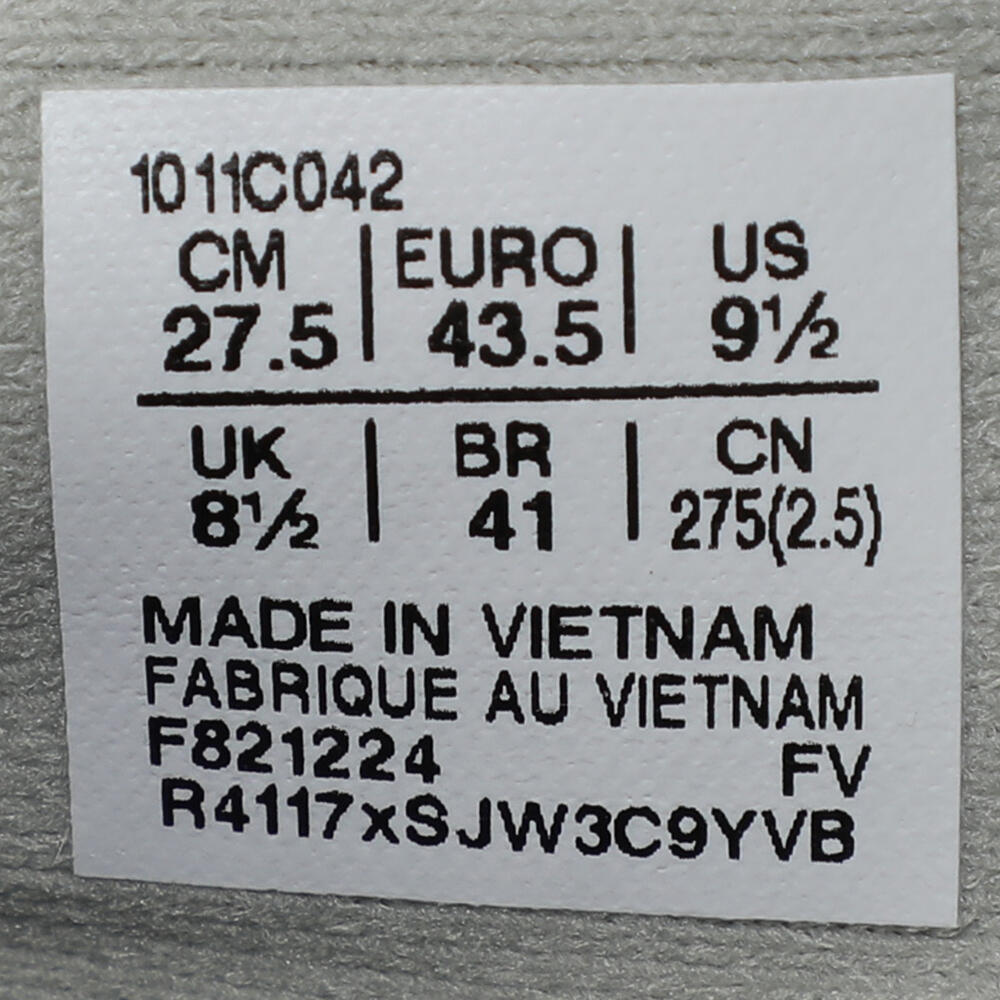 1011C042
CM | EURO | US
27.5 | 43.5 | 9½
UK | BR | CN
8½ | 41 | 275(2.5)
MADE IN VIETNAM
FABRIQUE AU VIETNAM
F821224 FV
R4117xSJW3C9YVB